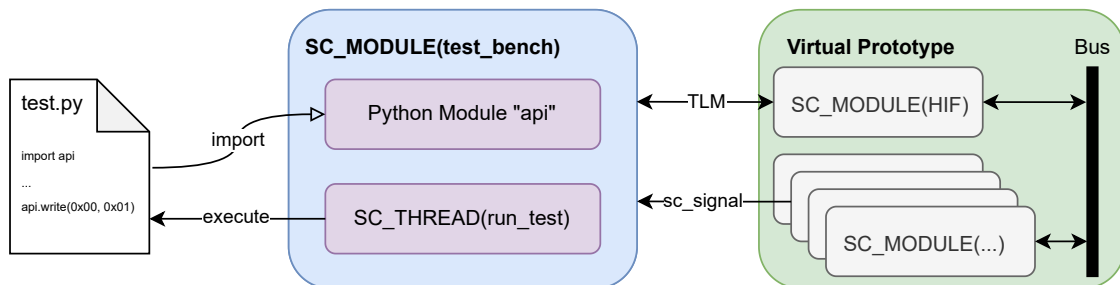 test.py
import api
...
api.write(0x00, 0x01)
import
execute
SC_MODULE(test_bench)
Python Module "api"
SC_THREAD(run_test)
TLM
sc_signal
Virtual Prototype
SC_MODULE(HIF)
SC_MODULE(...)
Bus